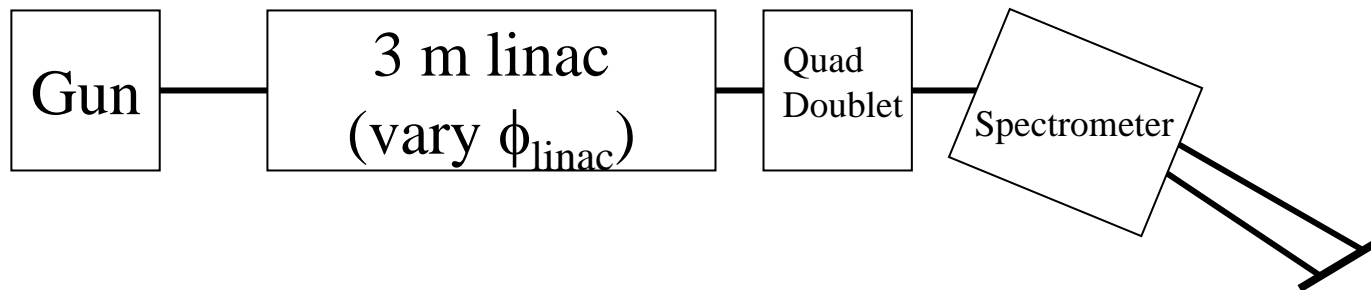 Gun
3 m linac
(vary ϕlinac)
Quad
Doublet
Spectrometer